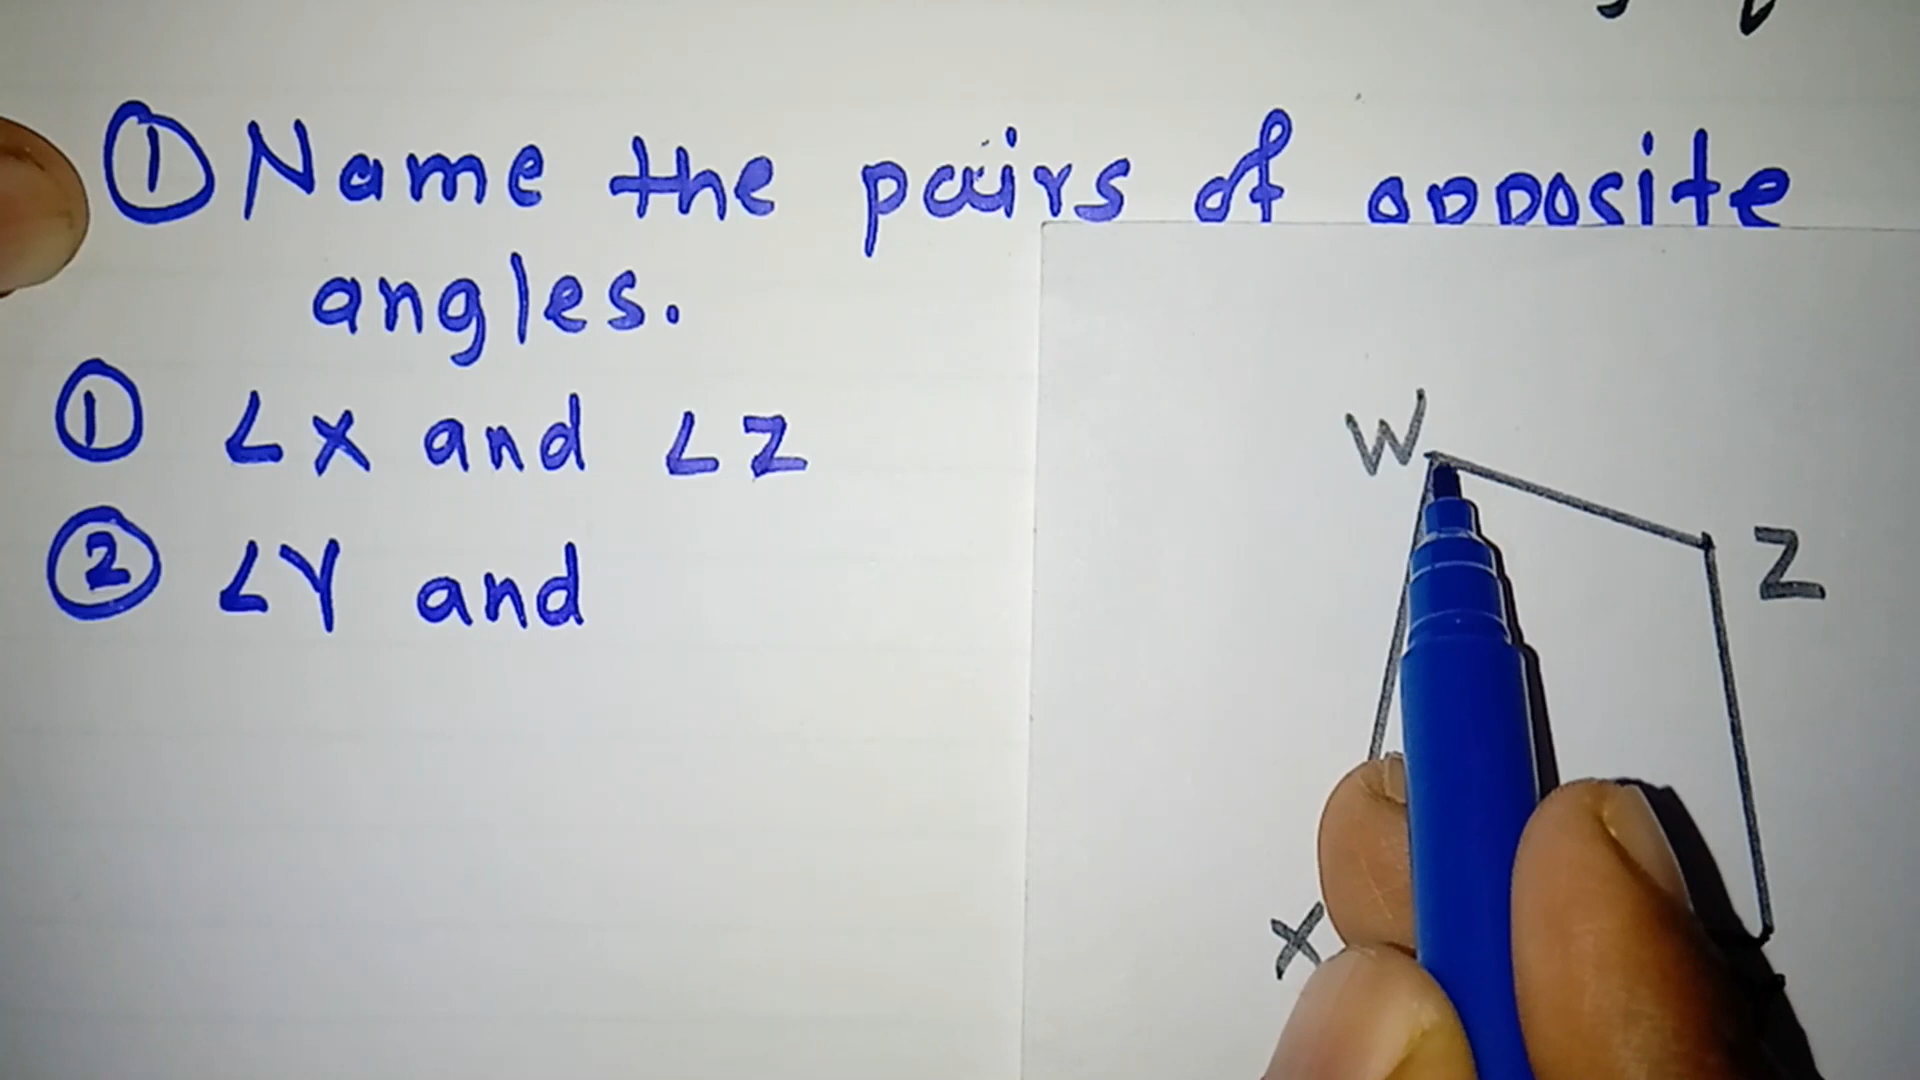 ① Name the pairs of opposite
angles.
① ∠X and ∠Z
② ∠Y and
W
Z
X